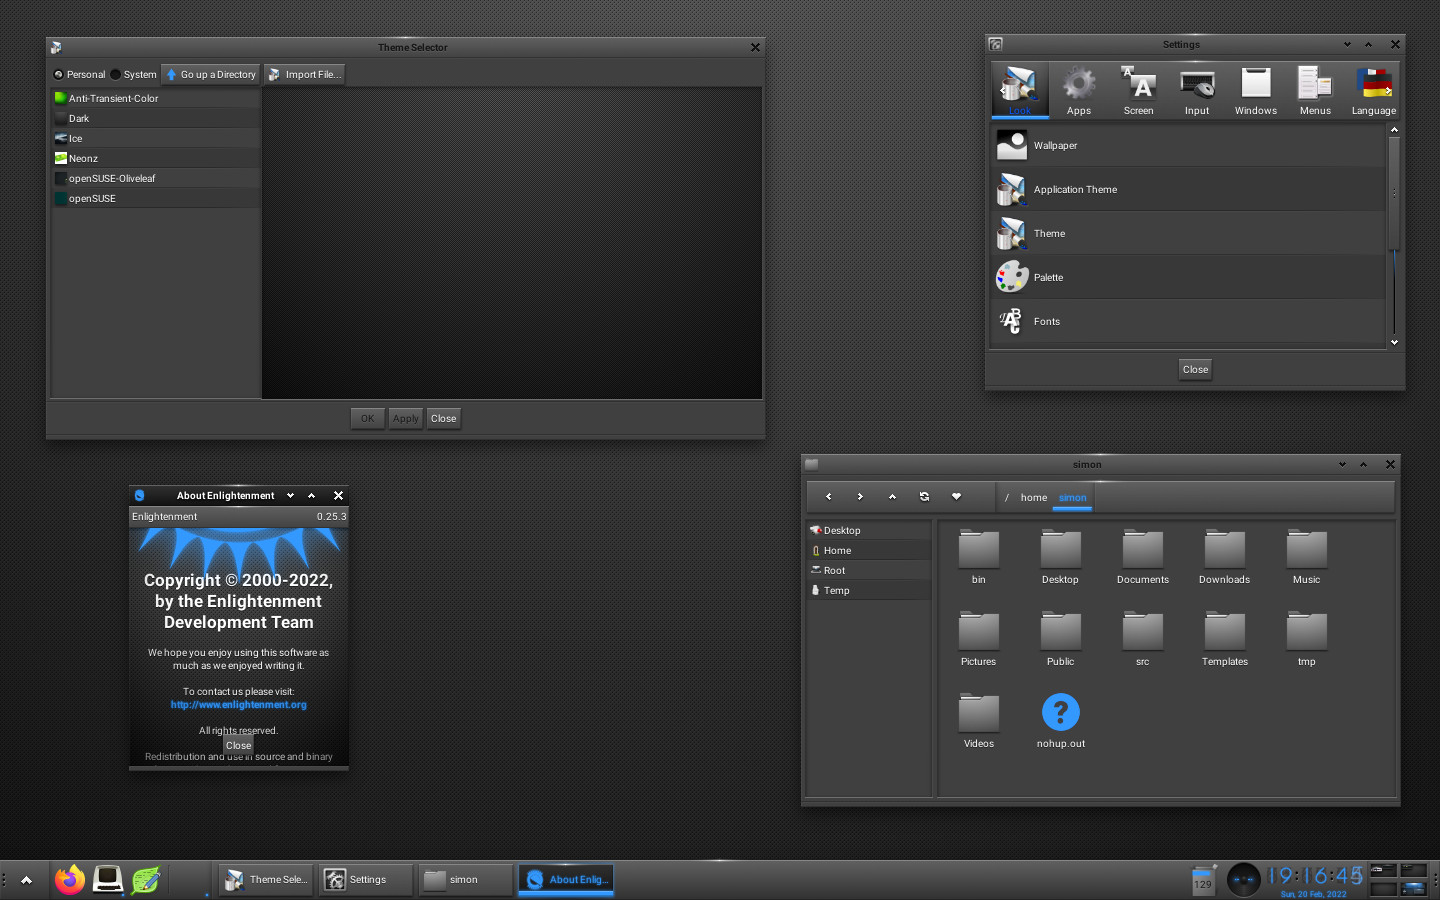 Theme Selector
Personal System Go up a Directory Import File...
Anti-Transient-Color
Dark
Ice
Neonz
openSUSE-Oliveleaf
openSUSE
OK Apply Close
Settings
Look Apps Screen Input Windows Menus Language
Wallpaper
Application Theme
Theme
Palette
Fonts
Close
About Enlightenment
Enlightenment 0.25.3
Copyright © 2000-2022,
by the Enlightenment
Development Team
We hope you enjoy using this software as
much as we enjoyed writing it.
To contact us please visit:
http://www.enlightenment.org
All rights reserved.
Close
Redistribution and use in source and binary
simon
/ home simon
Desktop
Home
Root
Temp
bin Desktop Documents Downloads Music
Pictures Public src Templates tmp
Videos nohup.out
Theme Sele... Settings simon About Enlig...
129
19:16:45
Sun, 20 Feb, 2022